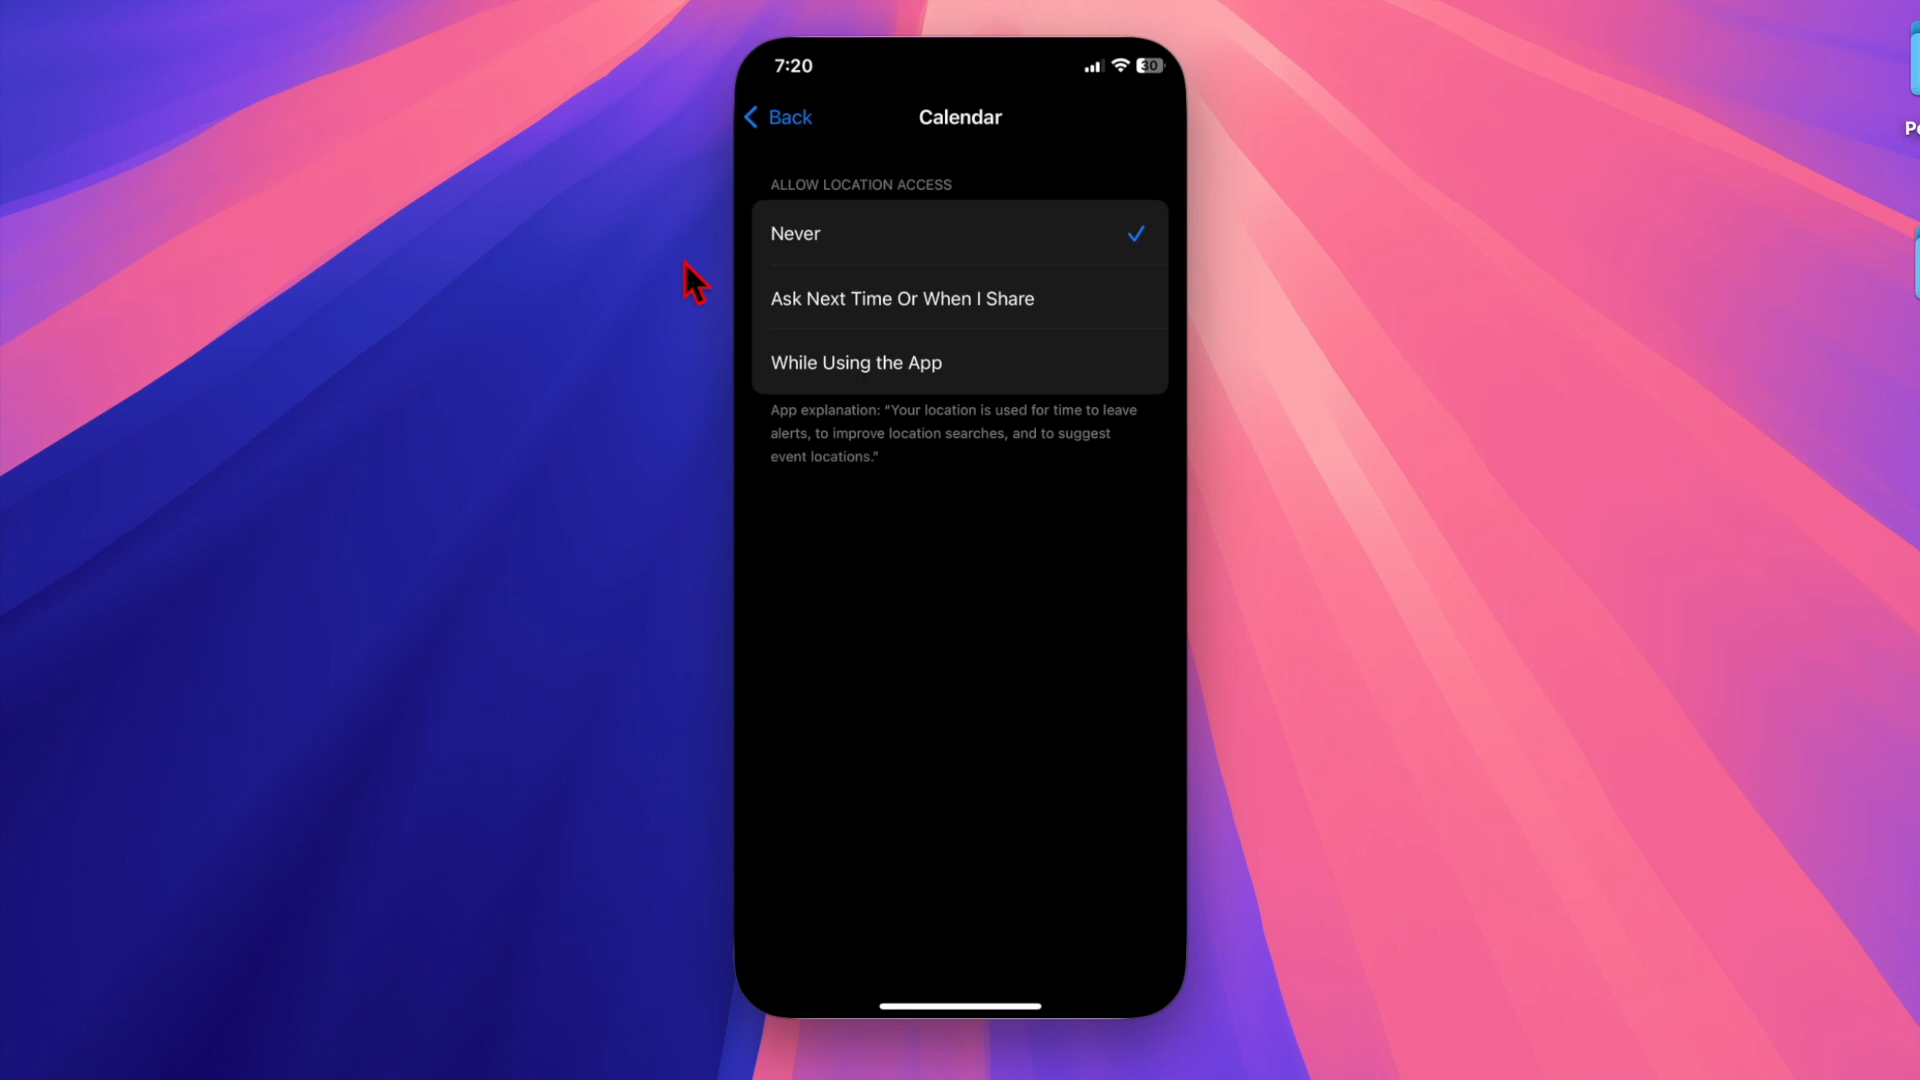 7:20
30
Back
Calendar
ALLOW LOCATION ACCESS
Never
Ask Next Time Or When I Share
While Using the App
App explanation: “Your location is used for time to leave
alerts, to improve location searches, and to suggest
event locations.”